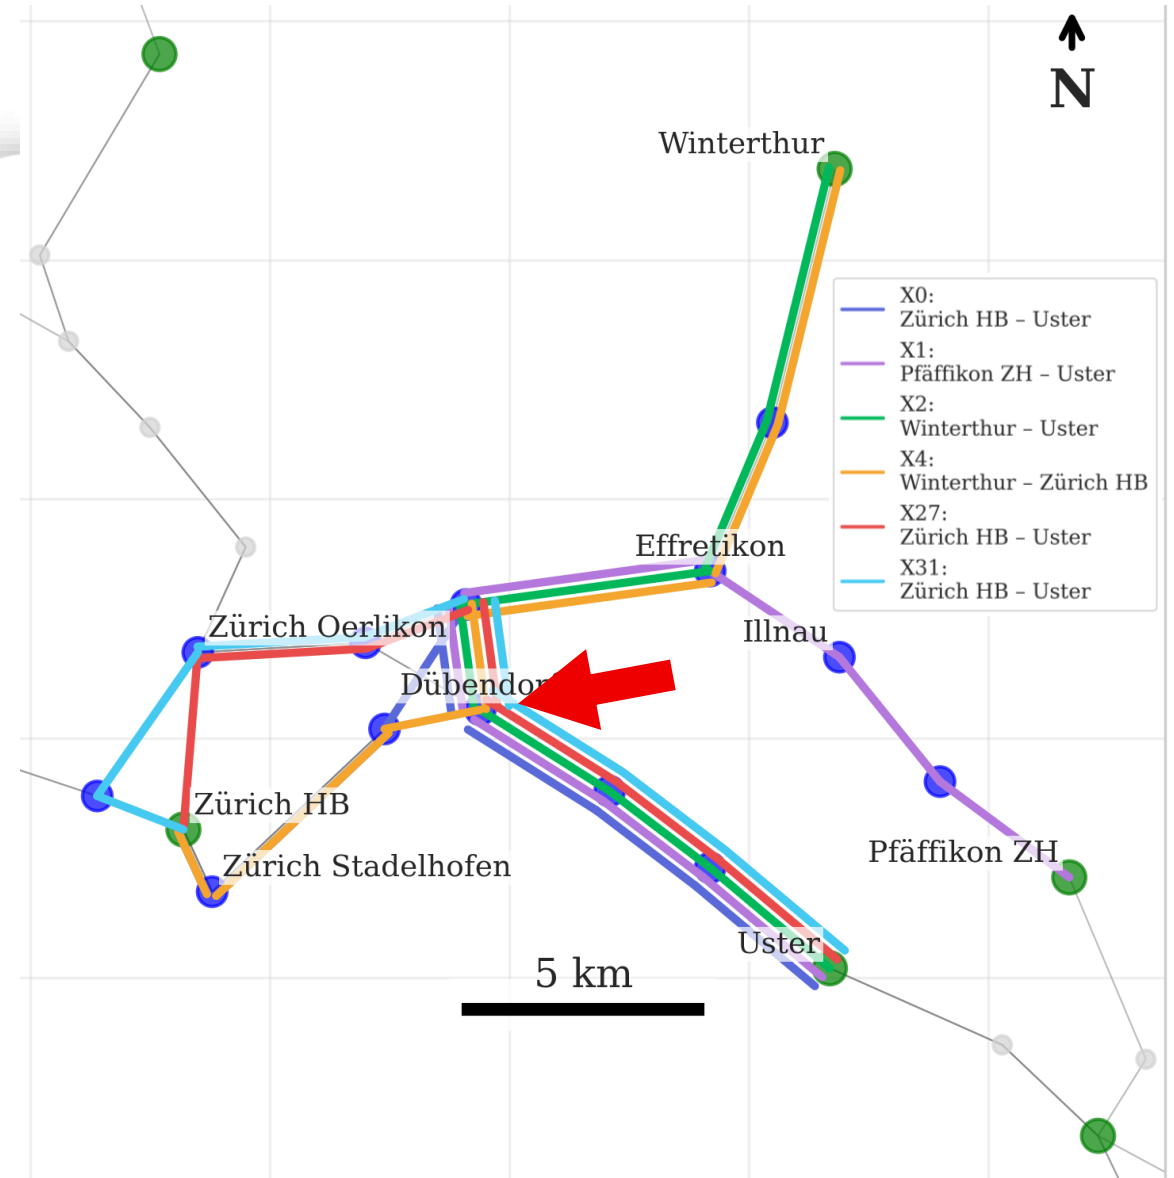 N
Winterthur
X0:
Zürich HB – Uster
X1:
Pfäffikon ZH – Uster
X2:
Winterthur – Uster
X4:
Winterthur – Zürich HB
X27:
Zürich HB – Uster
X31:
Zürich HB – Uster
Effretikon
Zürich Oerlikon
Illnau
Dübendorf
Zürich HB
Zürich Stadelhofen
Pfäffikon ZH
Uster
5 km